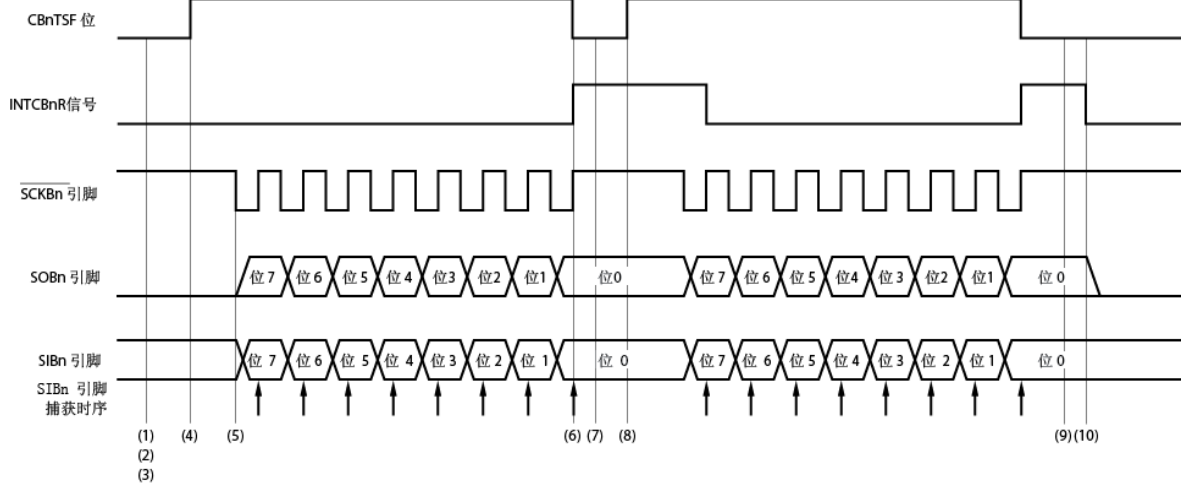 CBnTSF 位
INTCBnR信号
SCKBn 引脚
SOBn 引脚
位 7 位 6 位 5 位 4 位3 位2 位1 位0 位7 位6 位5 位4 位3 位2 位1 位 0
SIBn 引脚
位 7 位 6 位 5 位 4 位 3 位 2 位 1 位 0 位7 位 6 位 5 位 4 位 3 位 2 位 1 位0
SIBn 引脚
捕获时序
(1) (4) (5) (6) (7) (8) (9) (10)
(2)
(3)